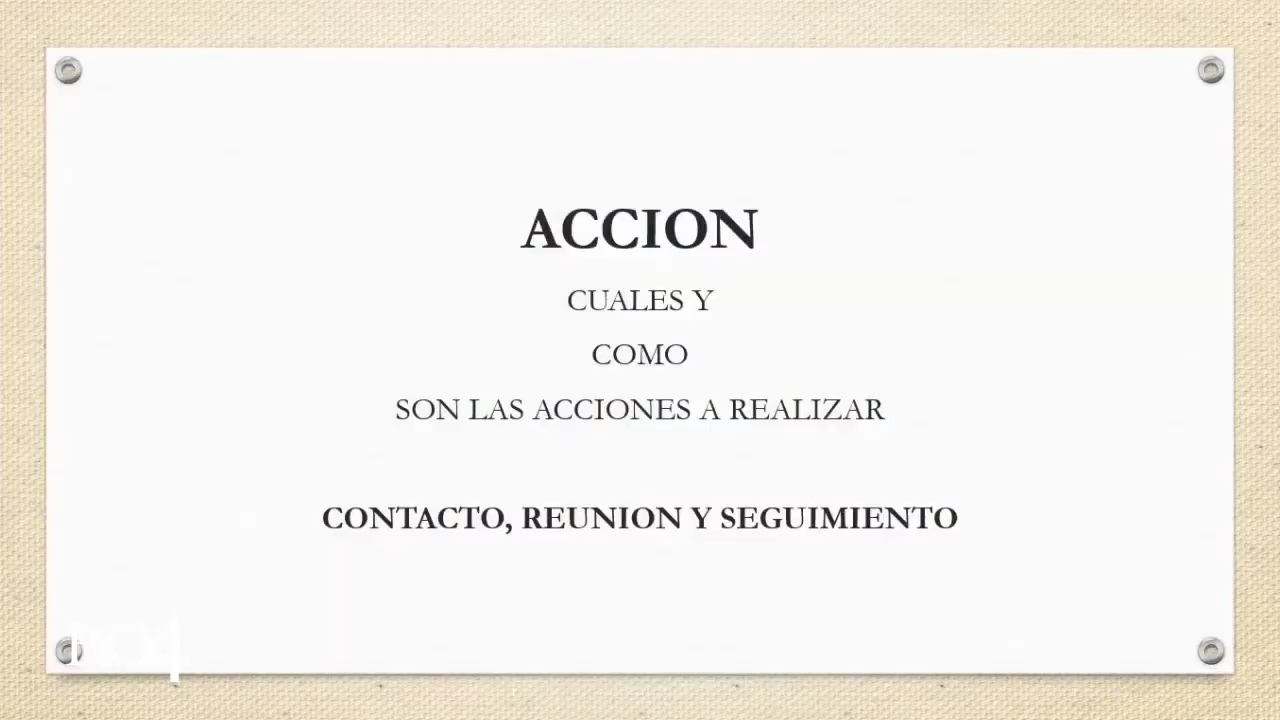 ACCION
CUALES Y
COMO
SON LAS ACCIONES A REALIZAR
CONTACTO, REUNION Y SEGUIMIENTO